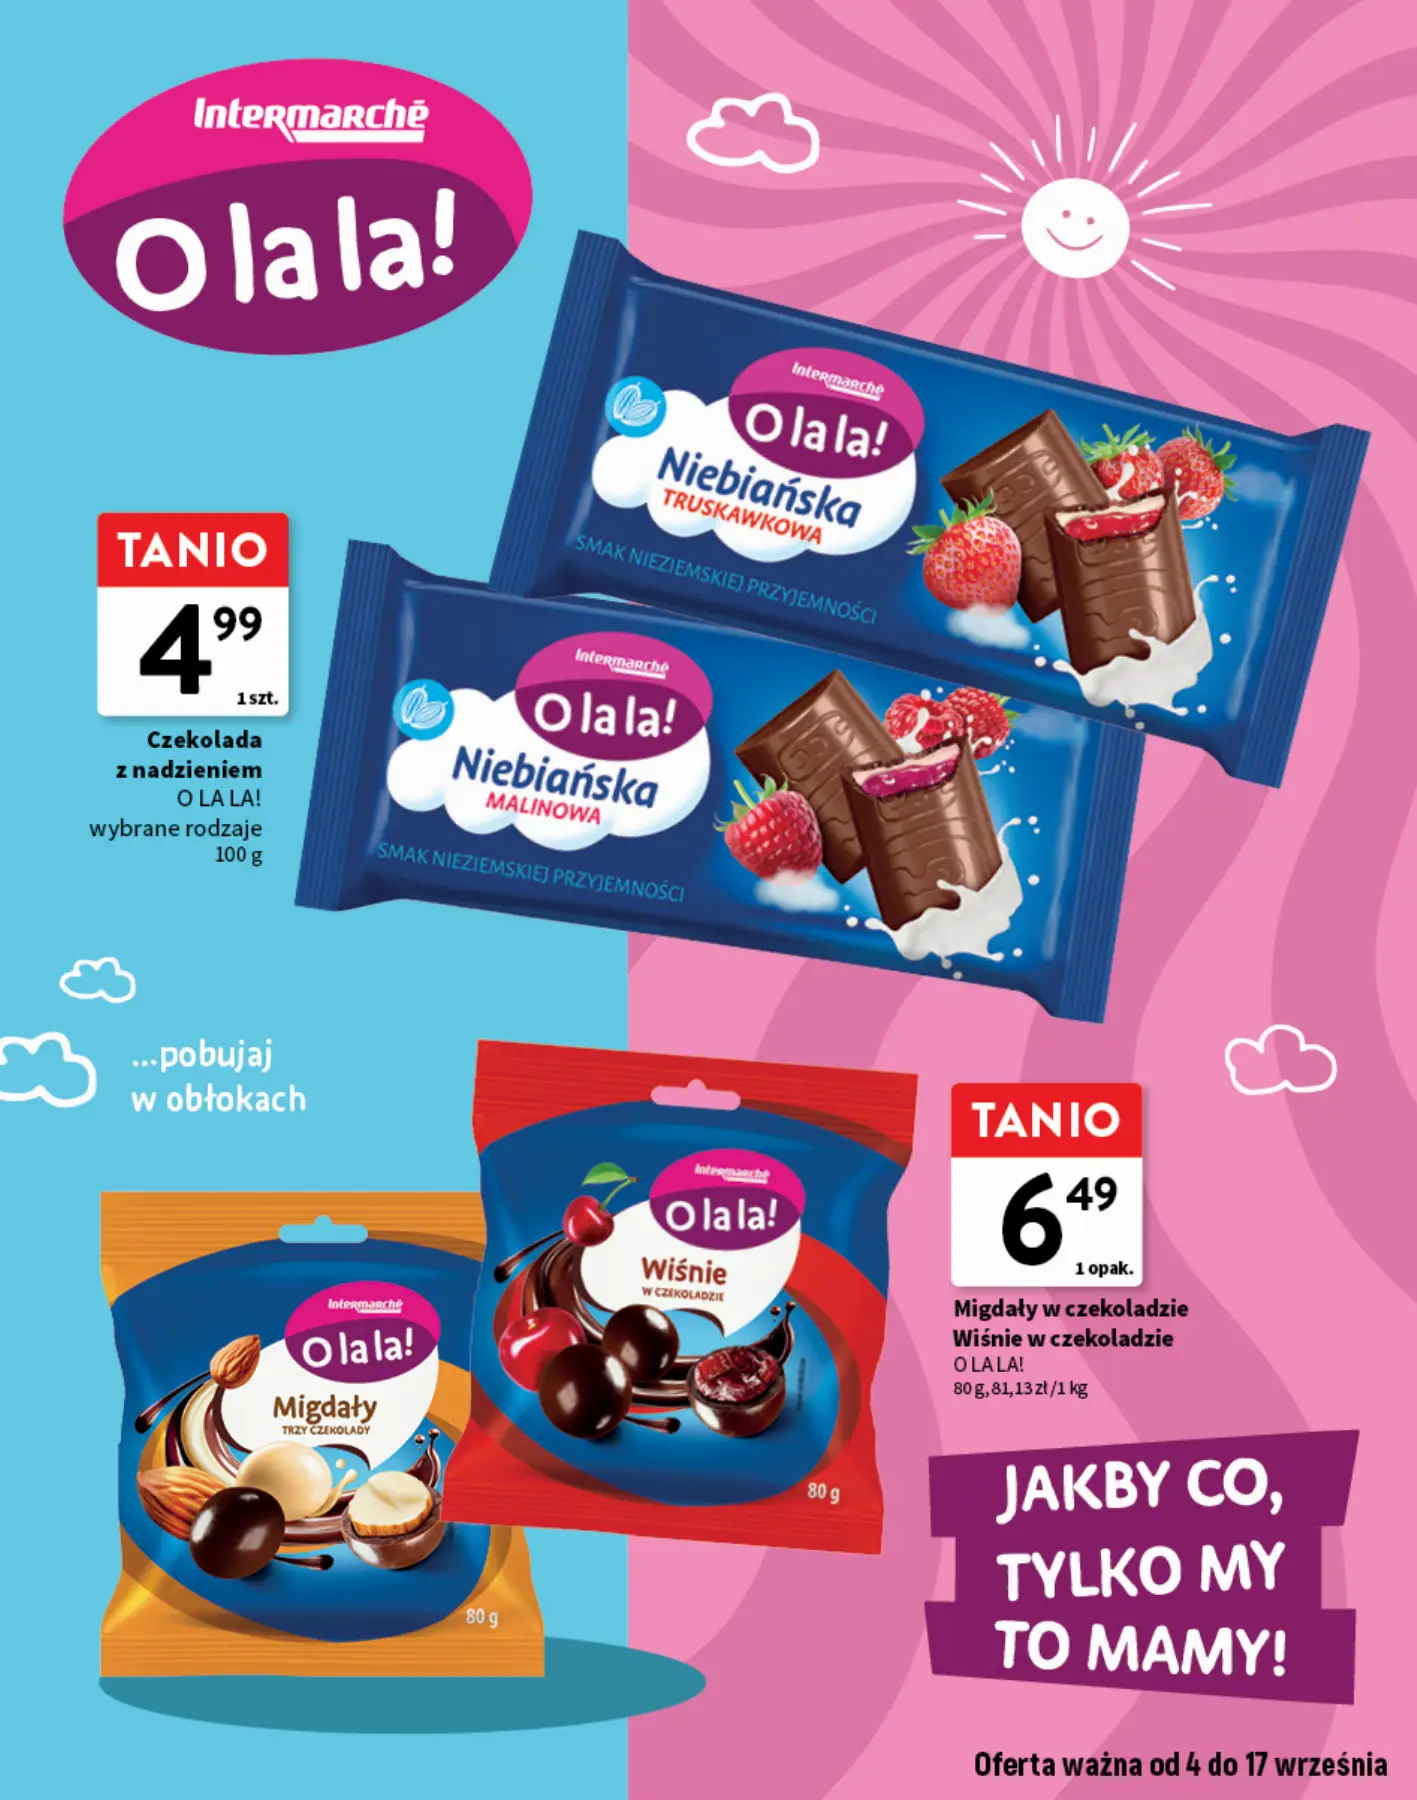 Intermarché
O la la!
Intermarché
O la la!
Niebiańska
TRUSKAWKOWA
SMAK NIEZIEMSKIEJ PRZYJEMNOŚCI
TANIO
4 99
1 szt.
Czekolada
z nadzieniem
O LA LA!
wybrane rodzaje
100 g
Intermarché
O la la!
Niebiańska
MALINOWA
SMAK NIEZIEMSKIEJ PRZYJEMNOŚCI
...pobujaj
w obłokach
Intermarché
O la la!
Wiśnie
W CZEKOLADZIE
80 g
Intermarché
O la la!
Migdały
TRZY CZEKOLADY
80 g
TANIO
6 49
1 opak.
Migdały w czekoladzie
Wiśnie w czekoladzie
O LA LA!
80 g, 81,13 zł/1 kg
JAKBY CO,
TYLKO MY
TO MAMY!
Oferta ważna od 4 do 17 września